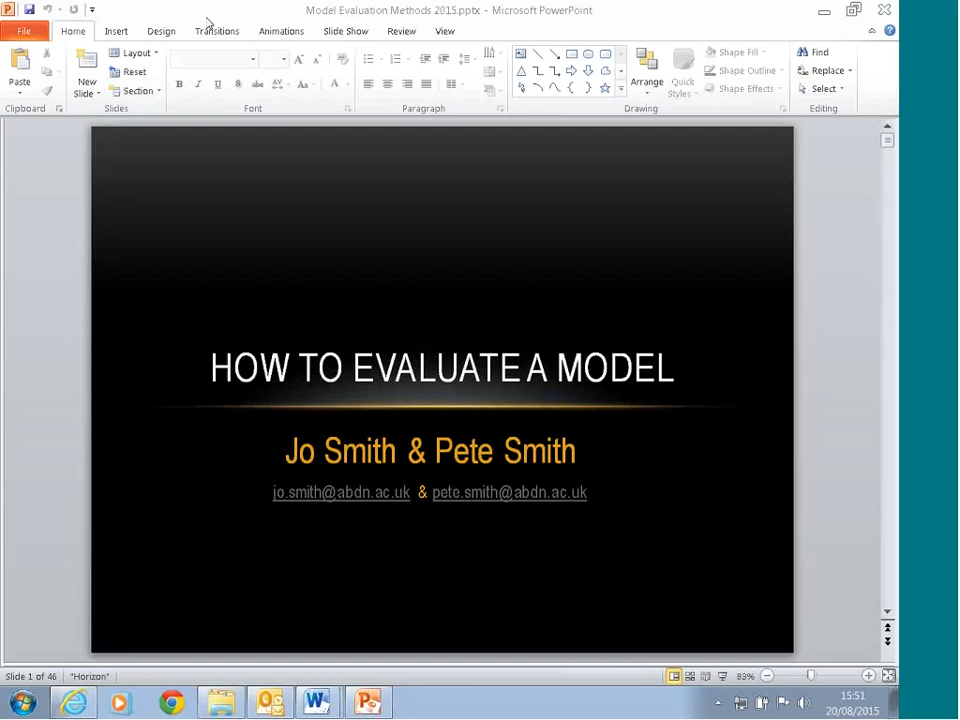 Model Evaluation Methods 2015.pptx - Microsoft PowerPoint
File Home Insert Design Transitions Animations Slide Show Review View
Paste
New
Slide
Layout
Reset
Section
Arrange
Quick
Styles
Shape Fill
Shape Outline
Shape Effects
Find
Replace
Select
Clipboard Slides Font Paragraph Drawing Editing
HOW TO EVALUATE A MODEL
Jo Smith & Pete Smith
jo.smith@abdn.ac.uk & pete.smith@abdn.ac.uk
Slide 1 of 46 "Horizon" 83%
15:51
20/08/2015